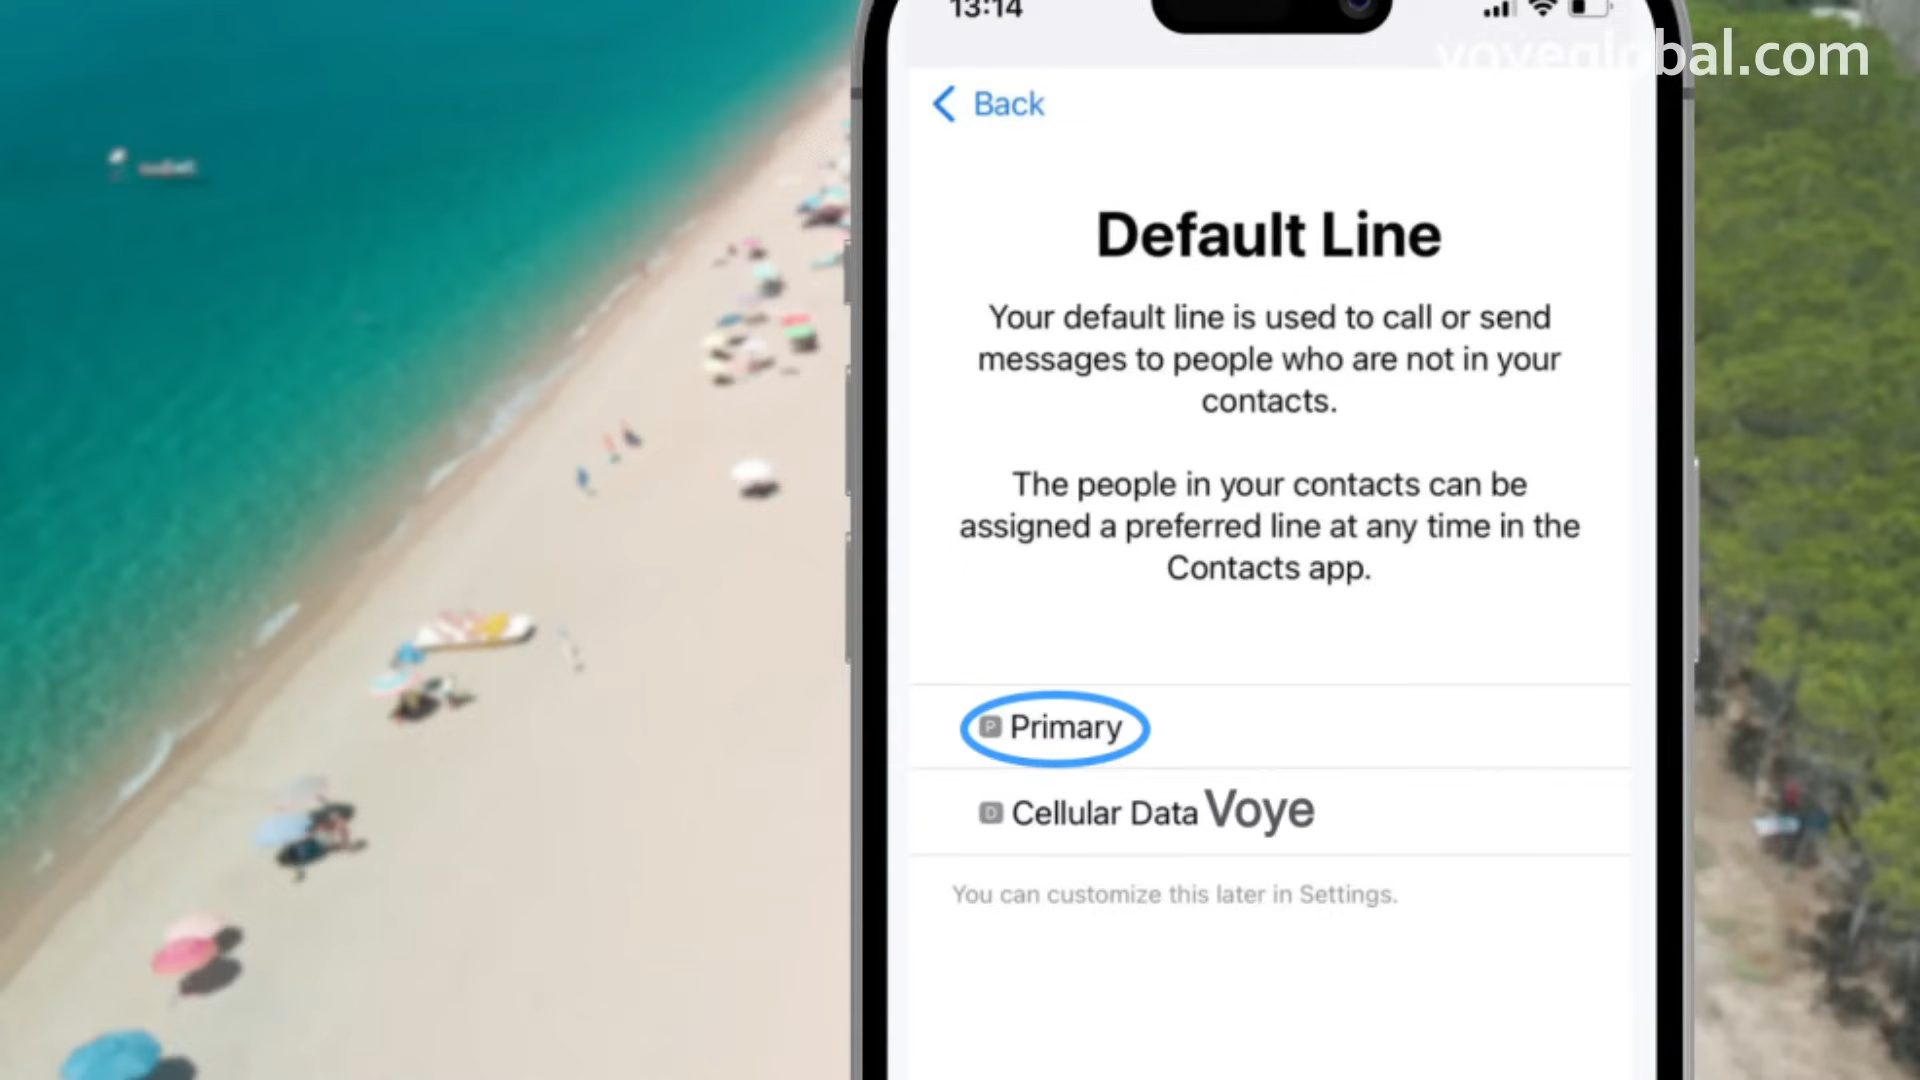 13:14
voyeglobal.com
Back
Default Line
Your default line is used to call or send
messages to people who are not in your
contacts.
The people in your contacts can be
assigned a preferred line at any time in the
Contacts app.
P Primary
D Cellular Data Voye
You can customize this later in Settings.